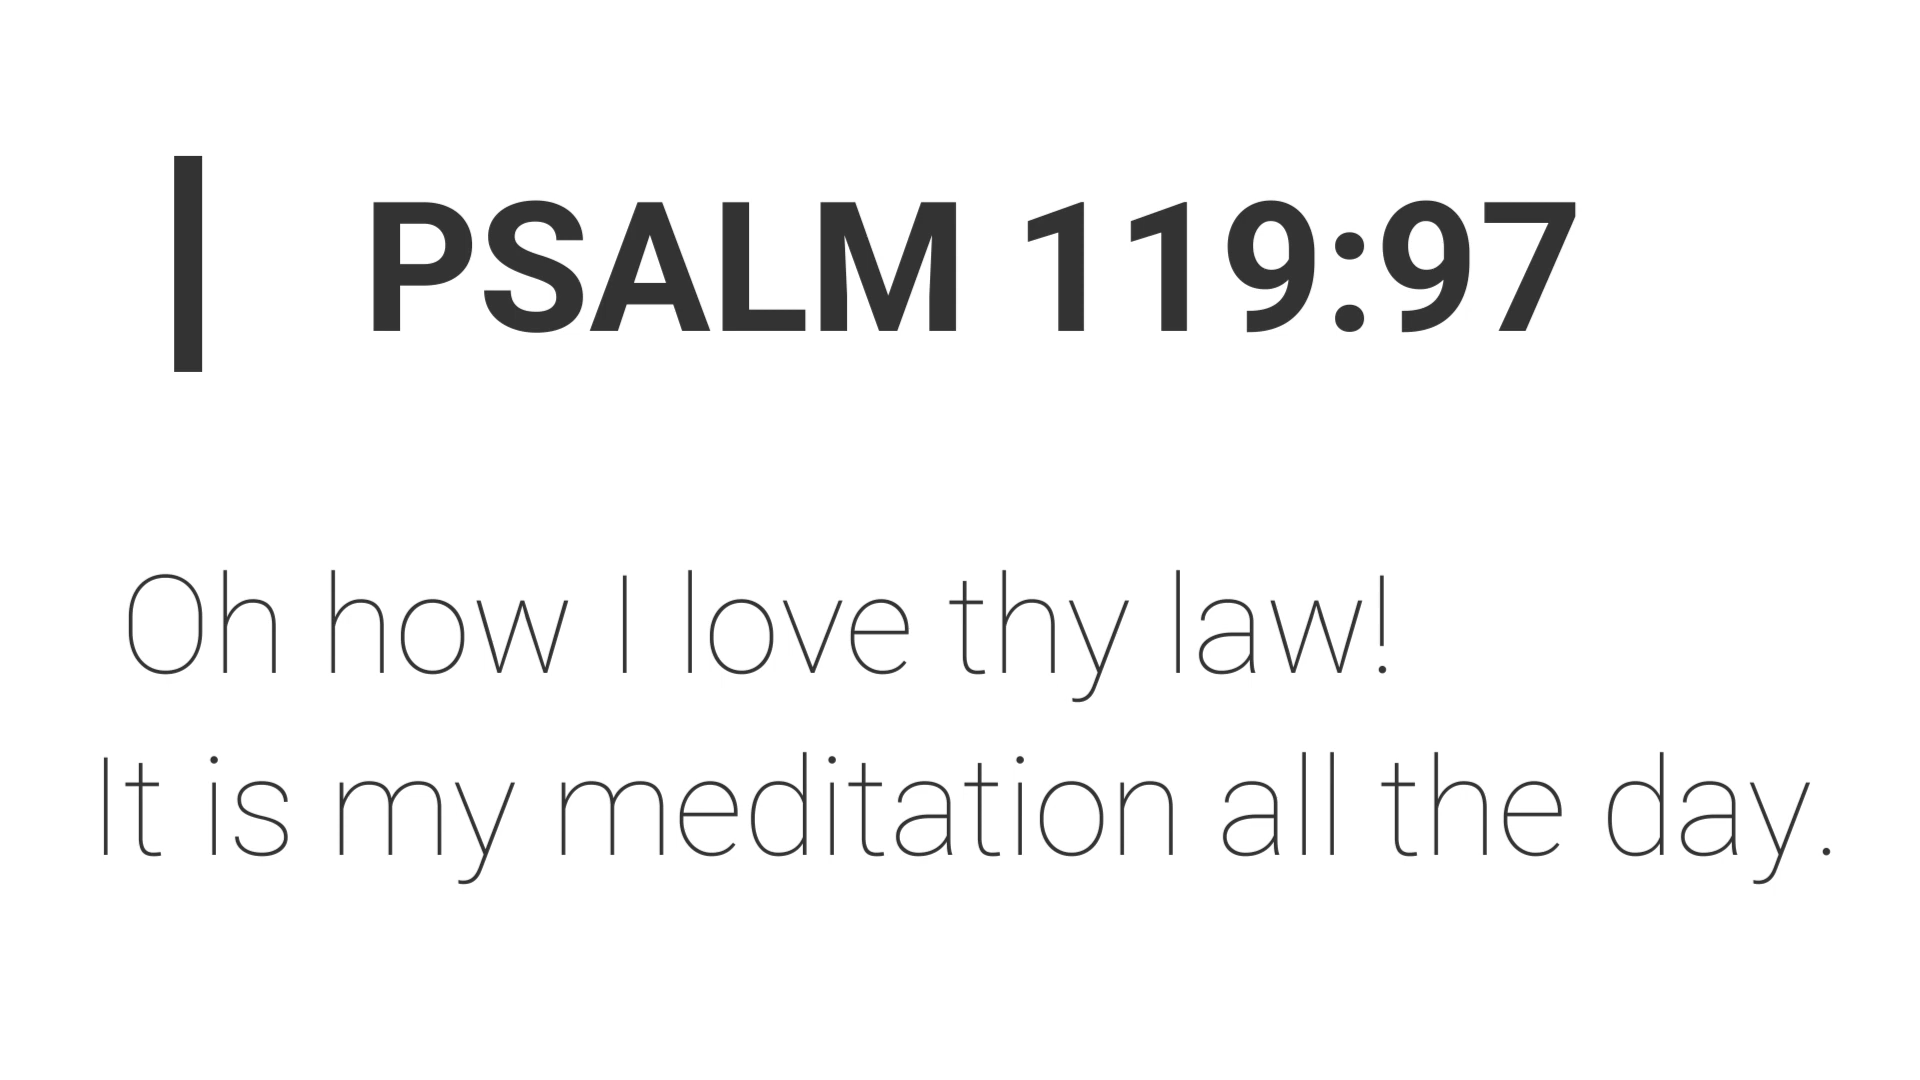 PSALM 119:97
Oh how I love thy law!
It is my meditation all the day.